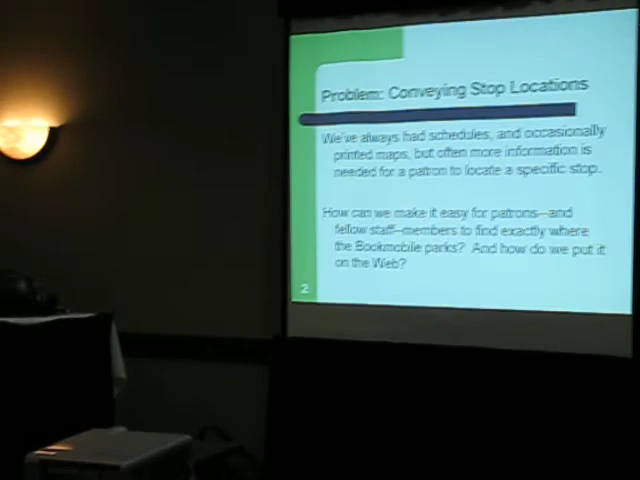 Problem: Conveying Stop Locations
We've always had schedules, and occasionally
printed maps, but often more information is
needed for a patron to locate a specific stop.
How can we make it easy for patrons–and
fellow staff–members to find exactly where
the Bookmobile parks? And how do we put it
on the Web?
2